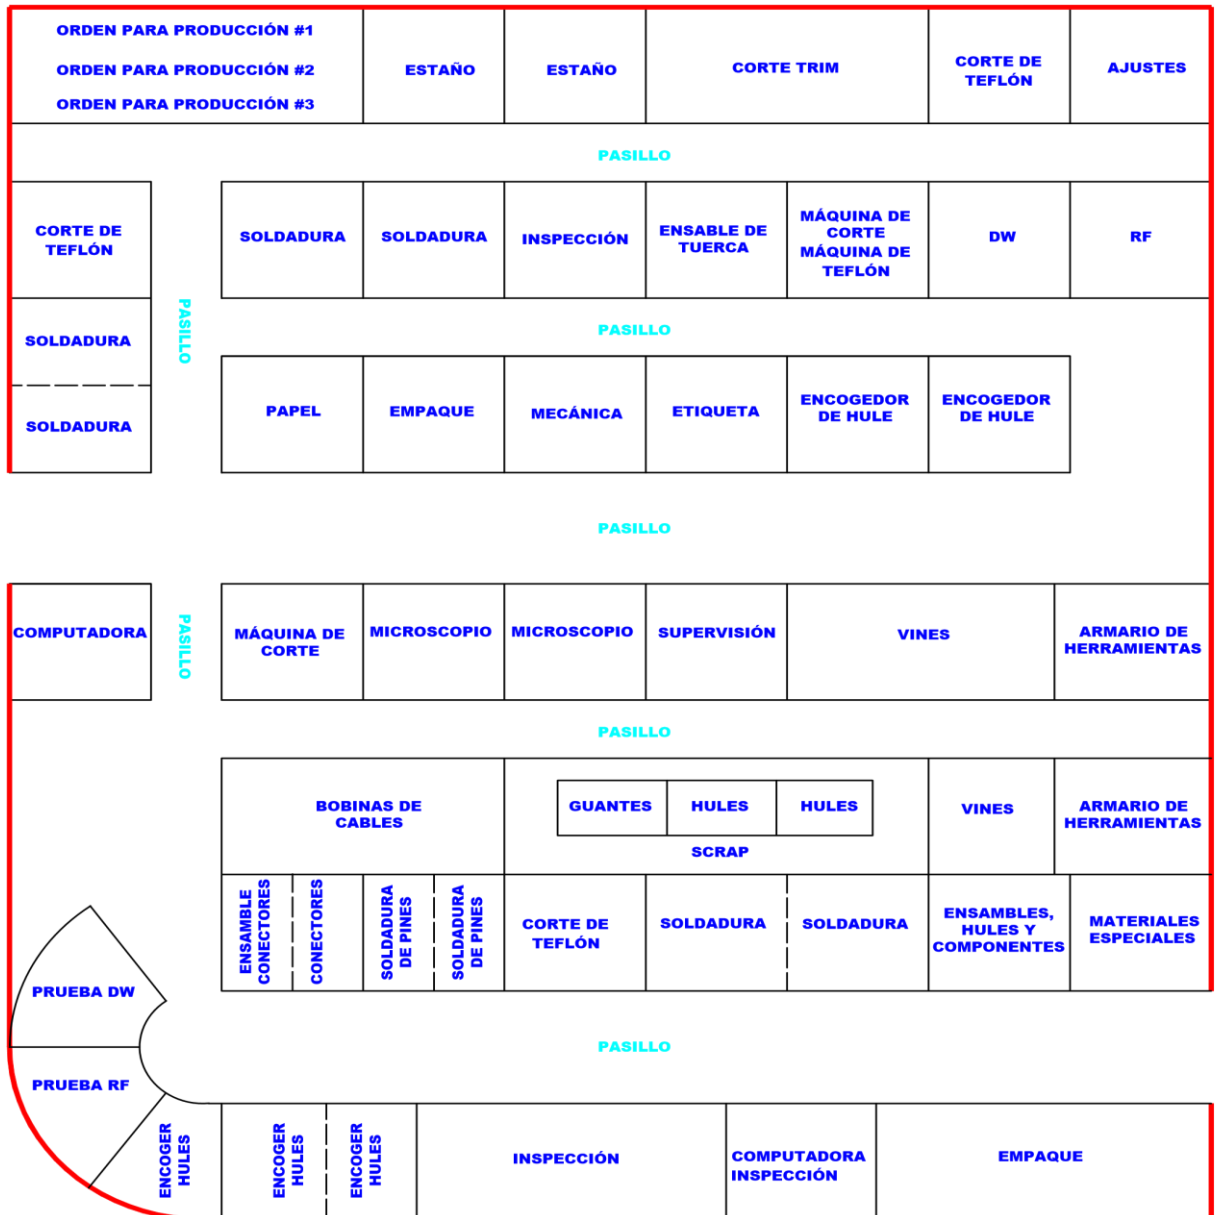 ORDEN PARA PRODUCCIÓN #1
ORDEN PARA PRODUCCIÓN #2
ORDEN PARA PRODUCCIÓN #3
ESTAÑO
ESTAÑO
CORTE TRIM
CORTE DE
TEFLÓN
AJUSTES
PASILLO
CORTE DE
TEFLÓN
SOLDADURA
SOLDADURA
PASILLO
SOLDADURA
SOLDADURA
INSPECCIÓN
ENSABLE DE
TUERCA
MÁQUINA DE
CORTE
MÁQUINA DE
TEFLÓN
DW
RF
PASILLO
PAPEL
EMPAQUE
MECÁNICA
ETIQUETA
ENCOGEDOR
DE HULE
ENCOGEDOR
DE HULE
PASILLO
COMPUTADORA
PASILLO
MÁQUINA DE
CORTE
MICROSCOPIO
MICROSCOPIO
SUPERVISIÓN
VINES
ARMARIO DE
HERRAMIENTAS
PASILLO
BOBINAS DE
CABLES
GUANTES
HULES
HULES
SCRAP
VINES
ARMARIO DE
HERRAMIENTAS
ENSAMBLE
CONECTORES
CONECTORES
SOLDADURA
DE PINES
SOLDADURA
DE PINES
CORTE DE
TEFLÓN
SOLDADURA
SOLDADURA
ENSAMBLES,
HULES Y
COMPONENTES
MATERIALES
ESPECIALES
PRUEBA DW
PRUEBA RF
PASILLO
ENCOGER
HULES
ENCOGER
HULES
ENCOGER
HULES
INSPECCIÓN
COMPUTADORA
INSPECCIÓN
EMPAQUE